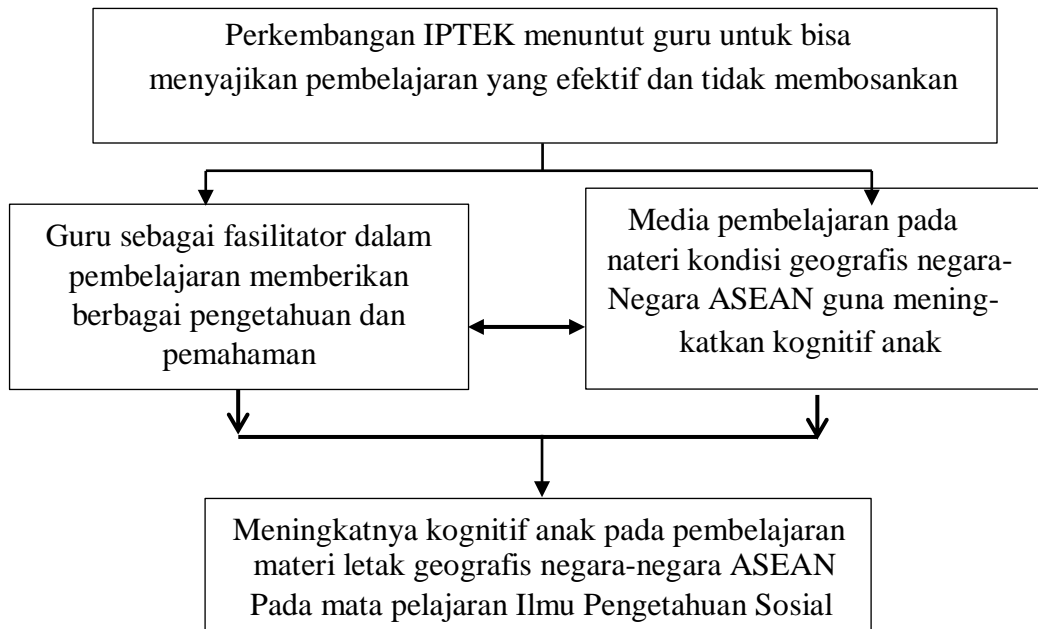 Perkembangan IPTEK menuntut guru untuk bisa
menyajikan pembelajaran yang efektif dan tidak membosankan
Guru sebagai fasilitator dalam
pembelajaran memberikan
berbagai pengetahuan dan
pemahaman
Media pembelajaran pada
nateri kondisi geografis negara-
Negara ASEAN guna mening-
katkan kognitif anak
Meningkatnya kognitif anak pada pembelajaran
materi letak geografis negara-negara ASEAN
Pada mata pelajaran Ilmu Pengetahuan Sosial